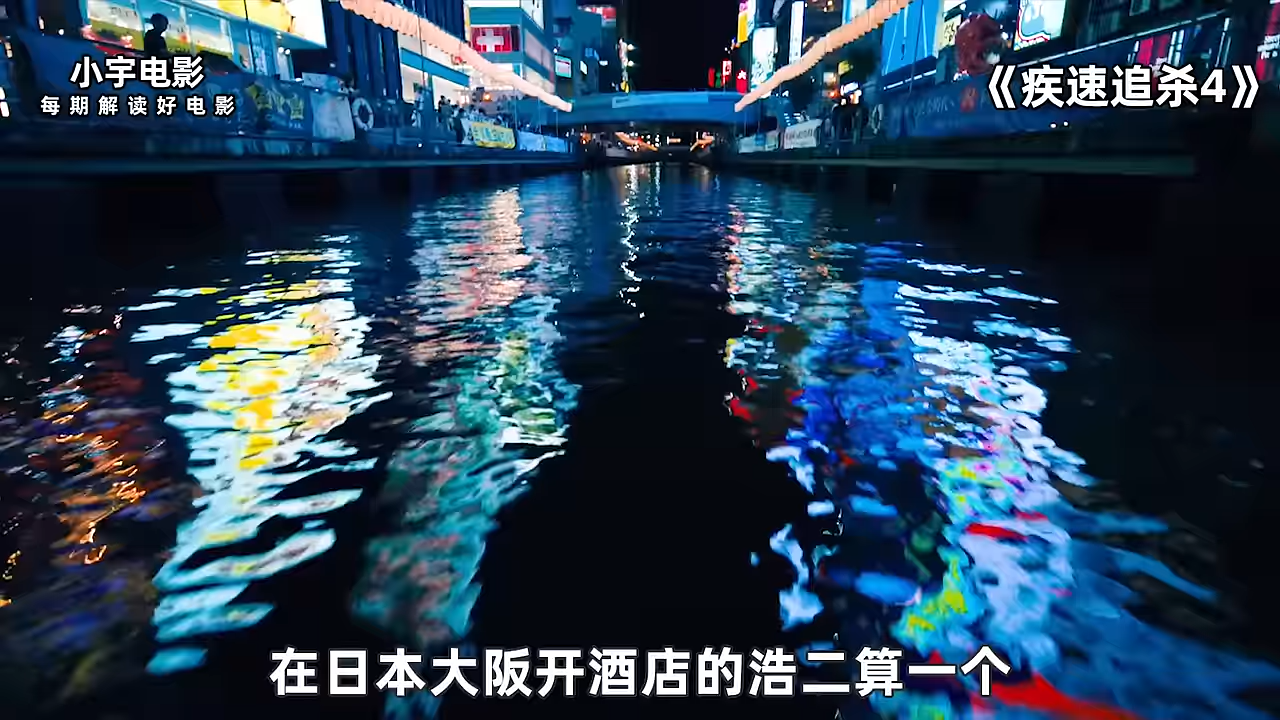 小宇电影
每期解读好电影
《疾速追杀4》
在日本大阪开酒店的浩二算一个